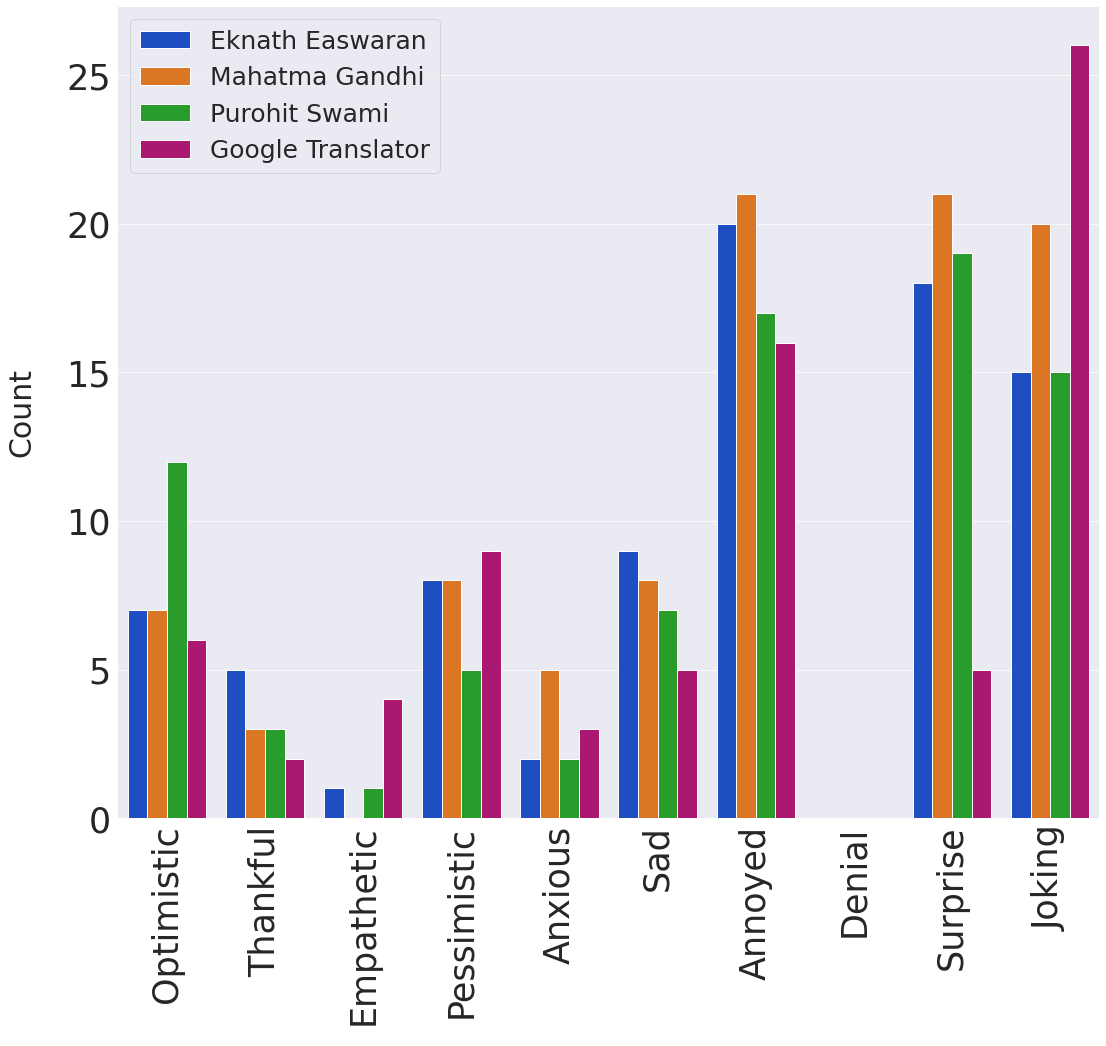 Eknath Easwaran
Mahatma Gandhi
Purohit Swami
Google Translator
Count
25
20
15
10
5
0
Optimistic
Thankful
Empathetic
Pessimistic
Anxious
Sad
Annoyed
Denial
Surprise
Joking